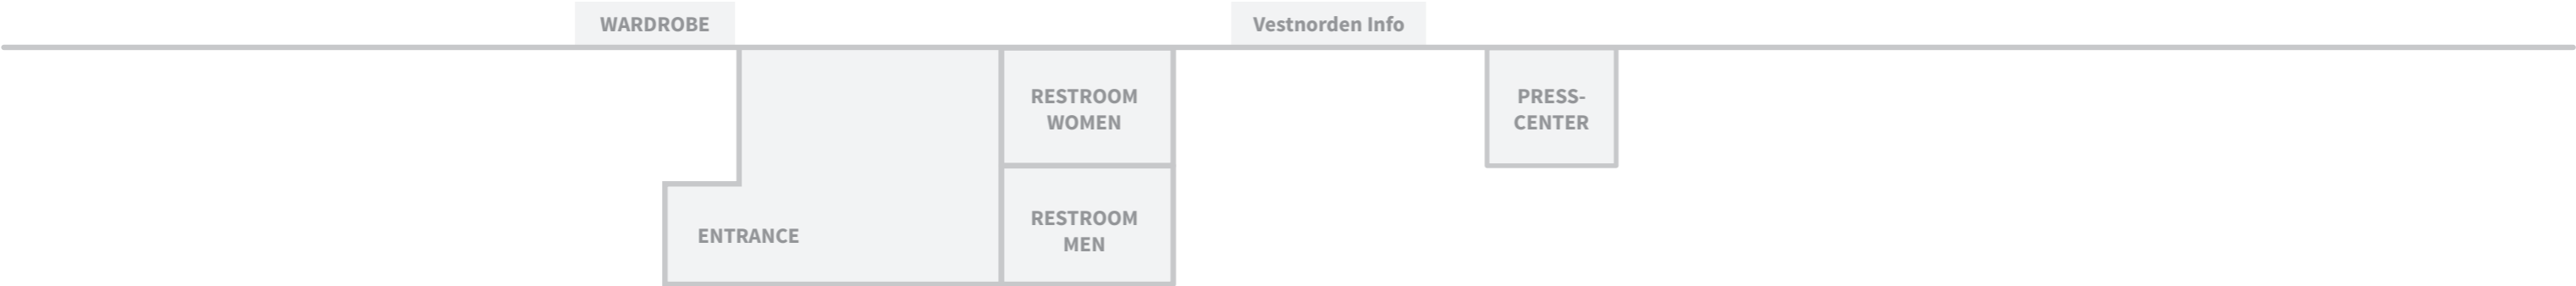 WARDROBE
Vestnorden Info
RESTROOM
WOMEN
PRESS-
CENTER
ENTRANCE
RESTROOM
MEN